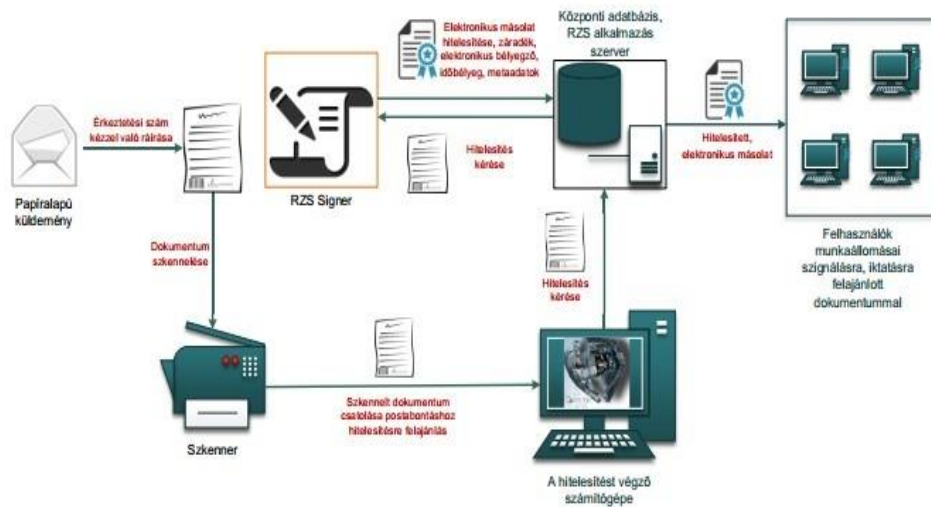 Elektronikus másolat
hitelesítése, záradék,
elektronikus bélyegző,
időbélyeg, metaadatok
Központi adatbázis,
RZS alkalmazás
szerver
Érkeztetési szám
kézzel való ráírása
Papíralapú
küldemény
Hitelesítés
kérése
RZS Signer
Hitelesített,
elektronikus másolat
Felhasználók
munkaállomásai
szignálásra, iktatásra
felajánlott
dokumentummal
Dokumentum
szkennelése
Hitelesítés
kérése
Szkennelt dokumentum
csatolása postabontáshoz
hitelesítésre felajánlás
Szkenner
A hitelesítést végző
számítógépe